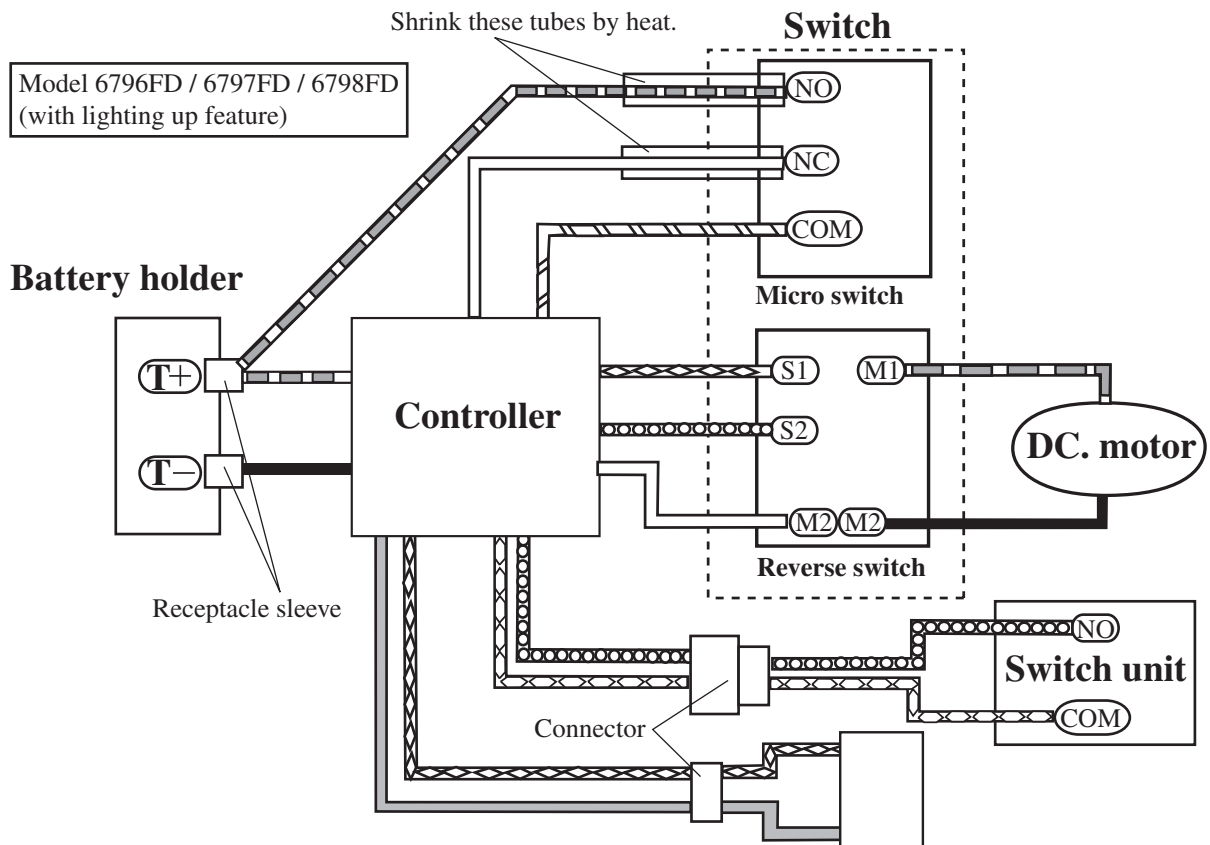 Shrink these tubes by heat.
Switch
Model 6796FD / 6797FD / 6798FD
(with lighting up feature)
NO
NC
COM
Micro switch
Battery holder
T+
T−
Receptacle sleeve
Controller
S1
M1
S2
M2
M2
Reverse switch
DC. motor
NO
Switch unit
COM
Connector